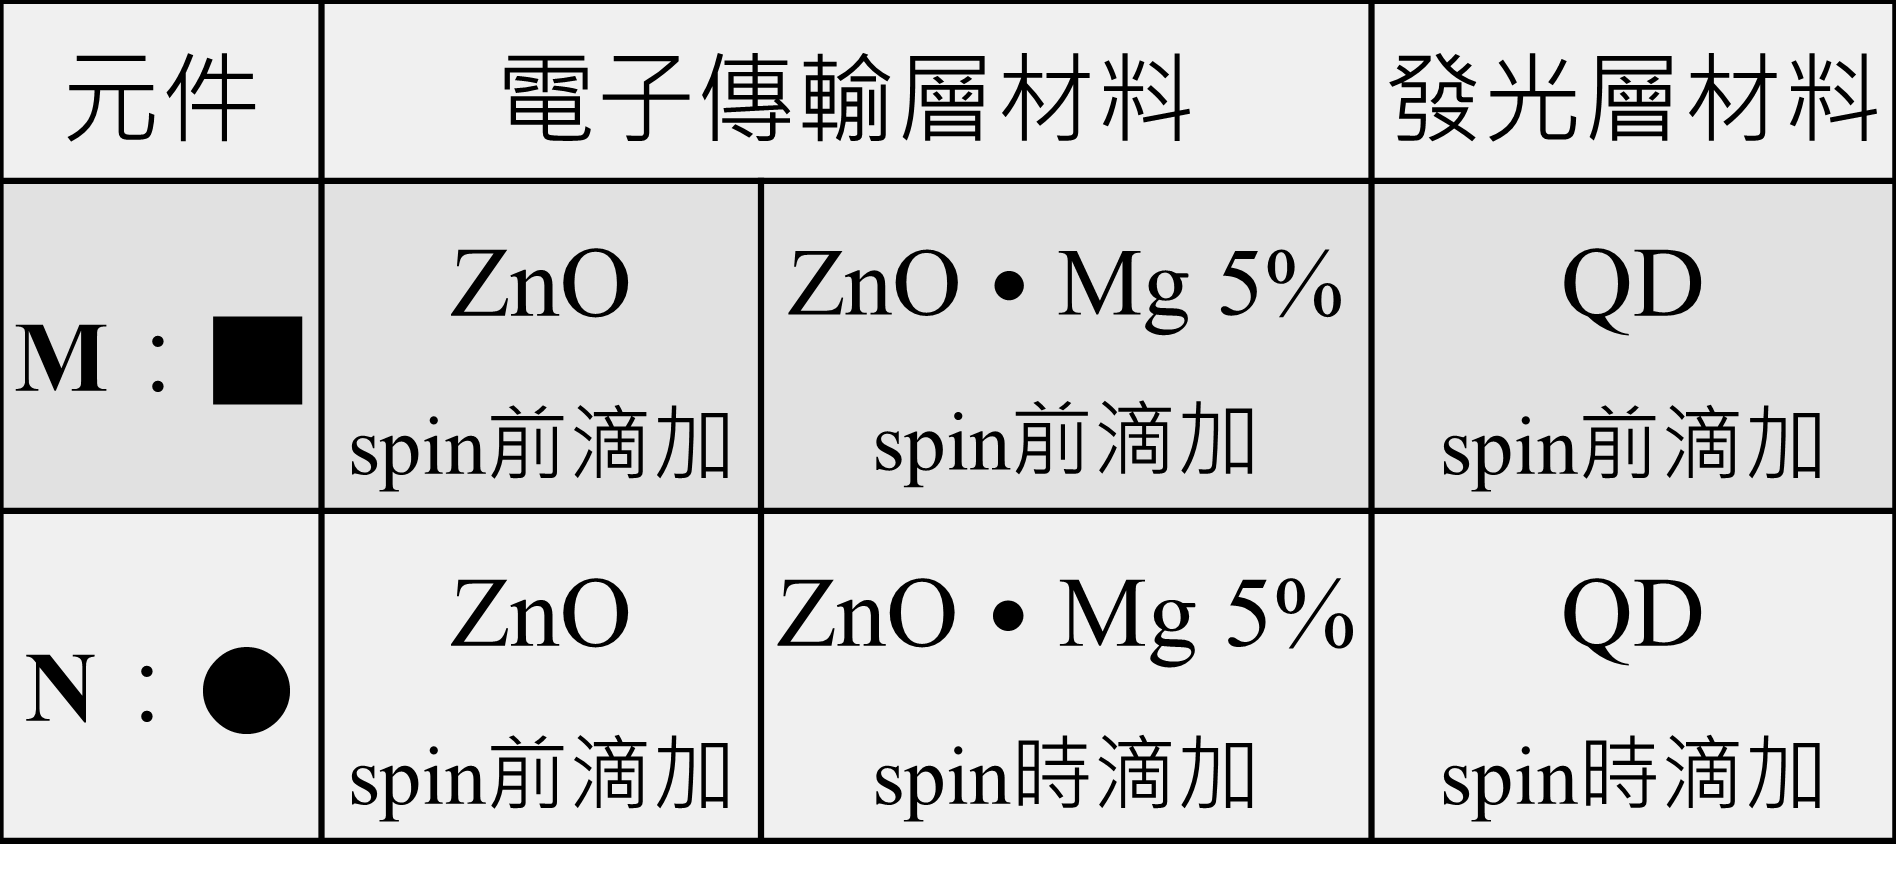 元件 電子傳輸層材料 發光層材料
M：■ ZnO ZnO • Mg 5% QD
spin前滴加 spin前滴加 spin前滴加
N：● ZnO ZnO • Mg 5% QD
spin前滴加 spin時滴加 spin時滴加